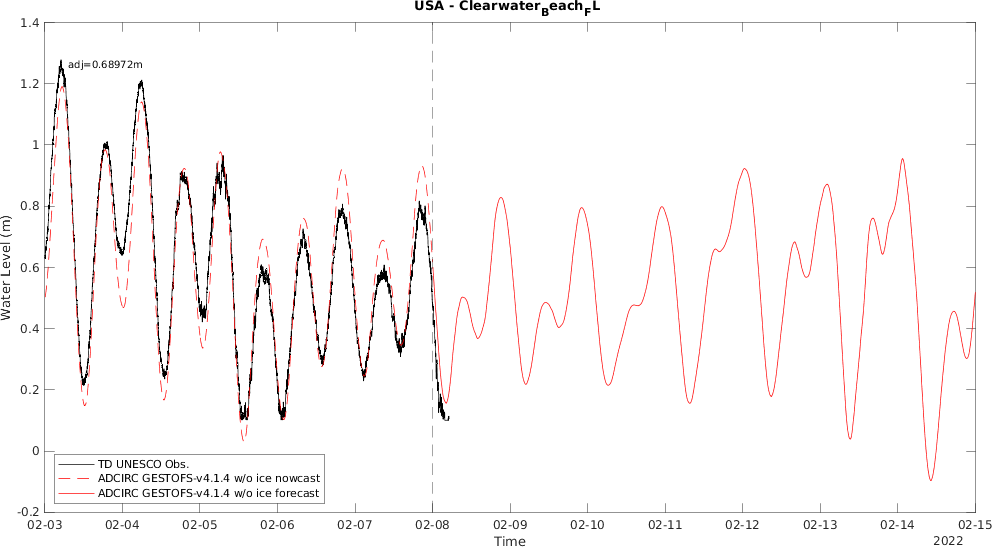 USA - Clearwater_Beach_FL
1.4
1.2
1
0.8
0.6
0.4
0.2
0
-0.2
Water Level (m)
adj=0.68972m
TD UNESCO Obs.
ADCIRC GESTOFS-v4.1.4 w/o ice nowcast
ADCIRC GESTOFS-v4.1.4 w/o ice forecast
02-03 02-04 02-05 02-06 02-07 02-08 02-09 02-10 02-11 02-12 02-13 02-14 02-15
Time
2022